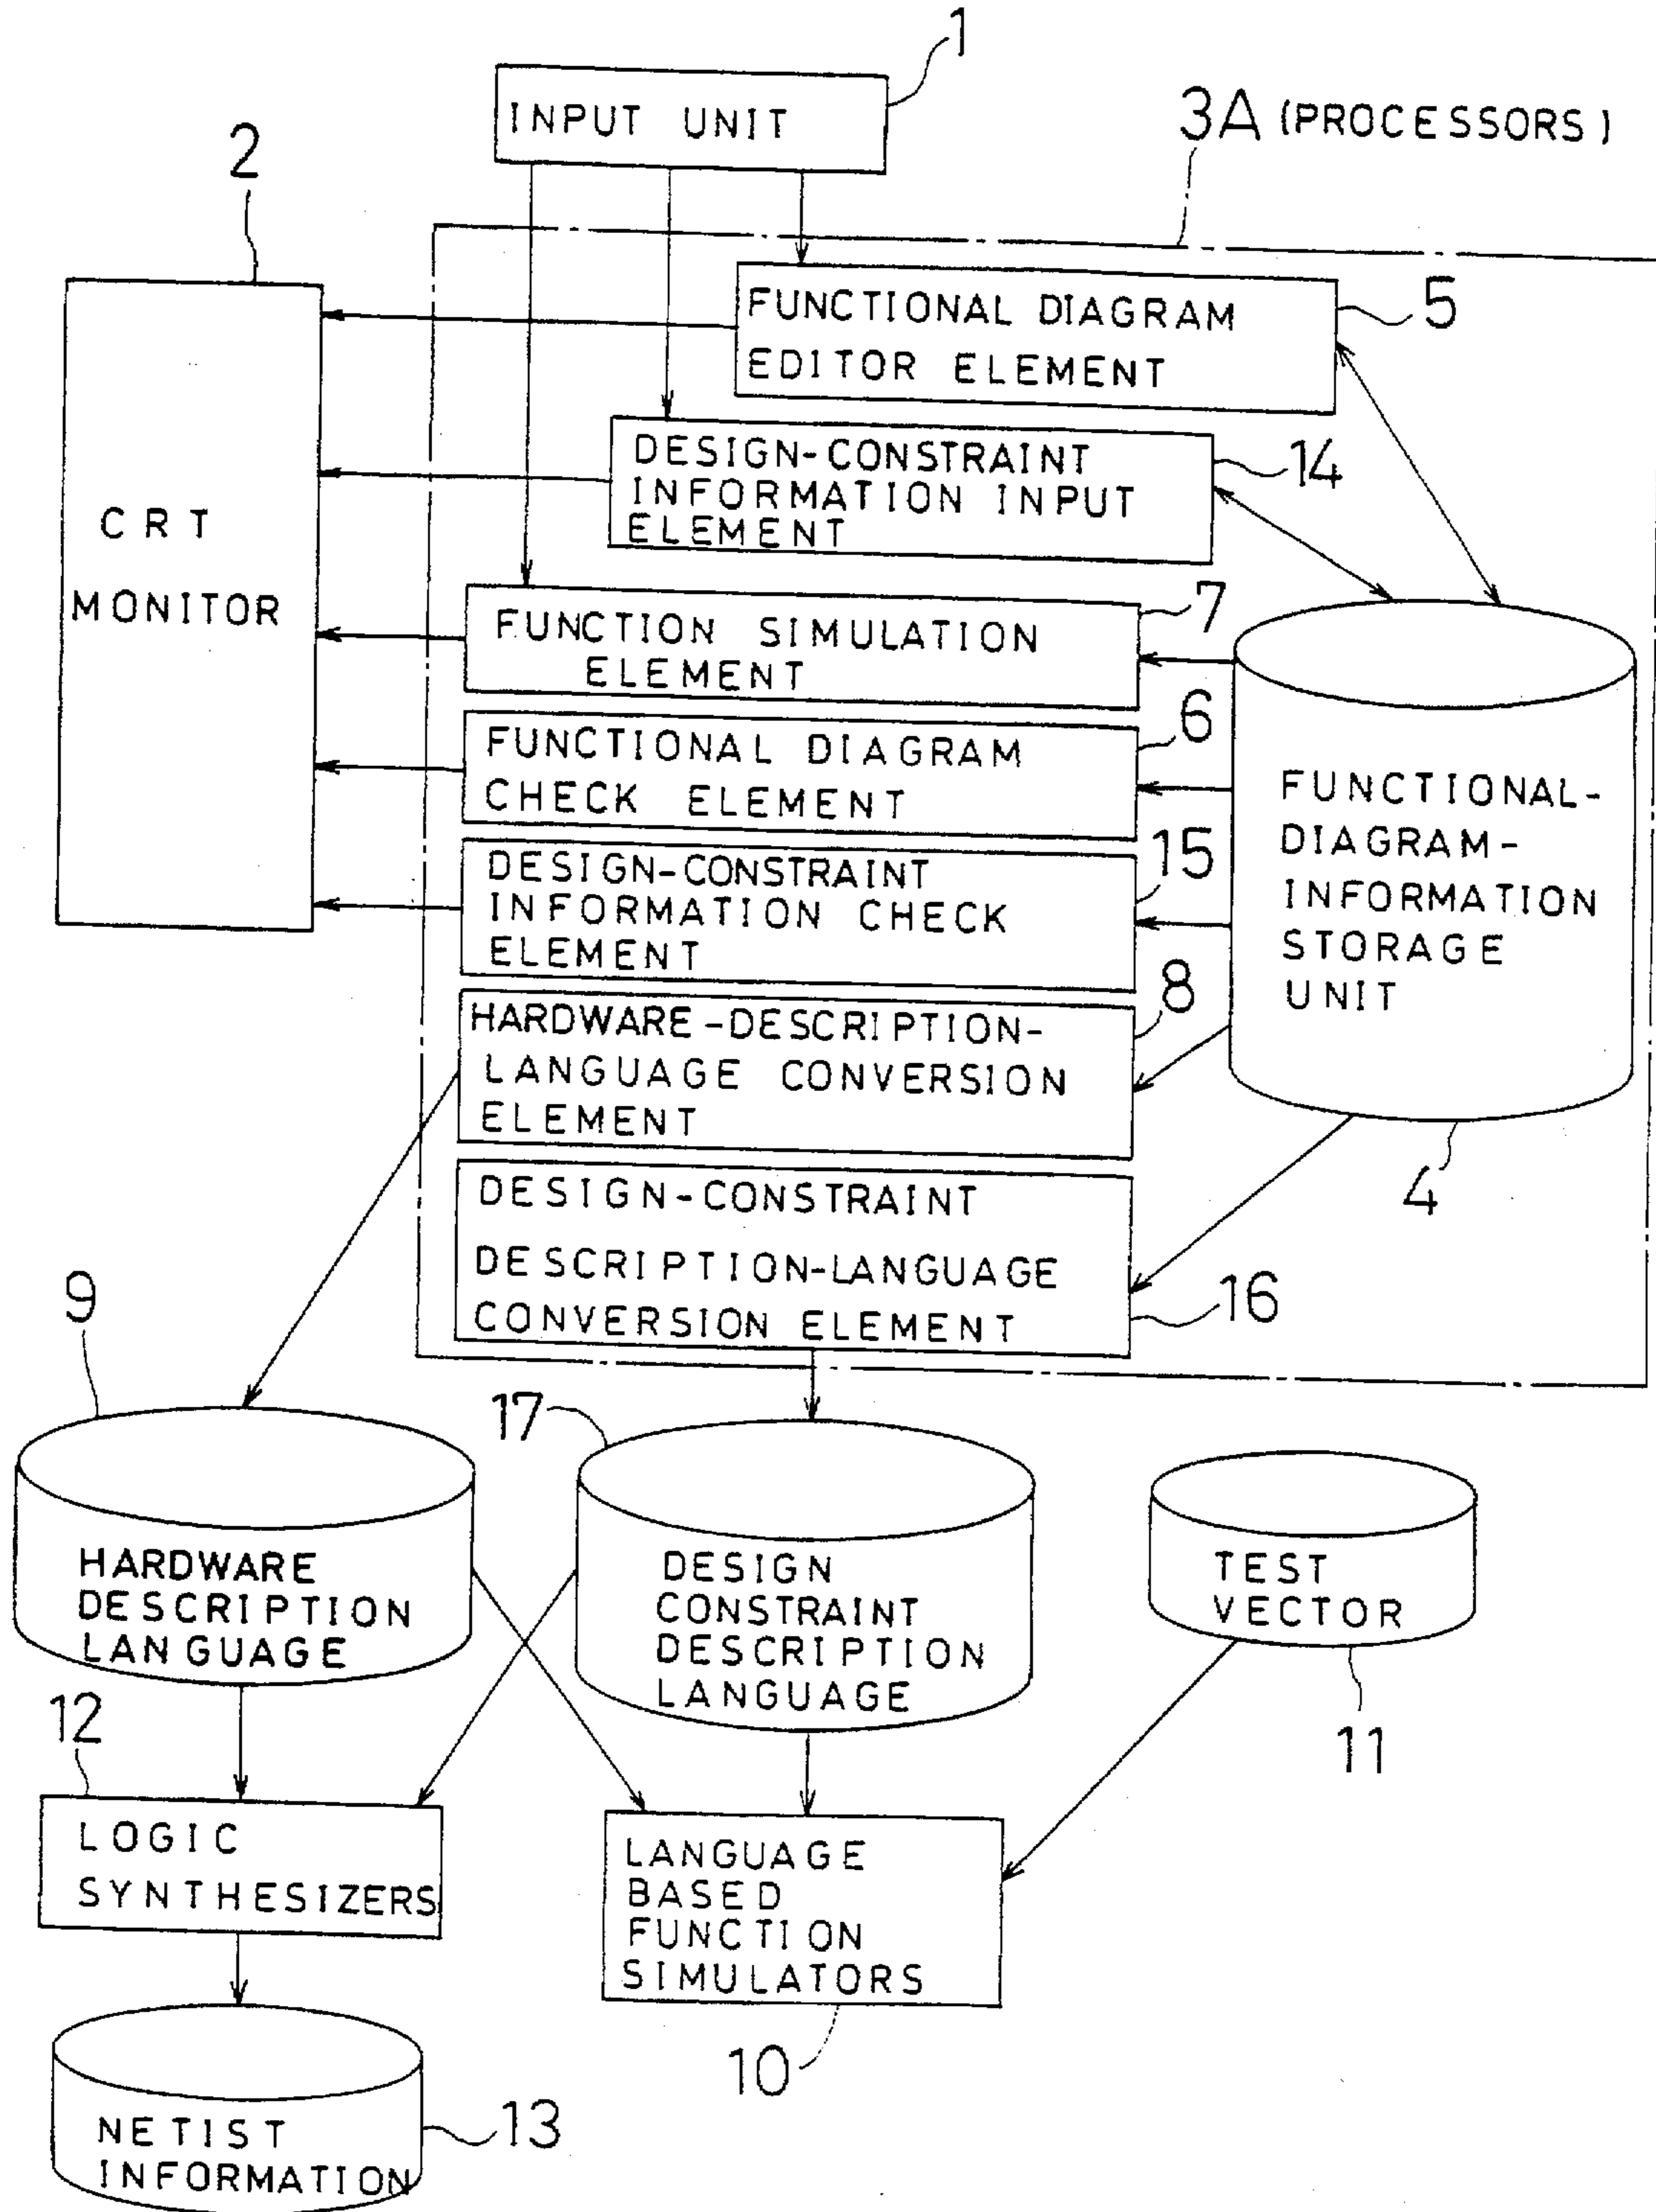 1
INPUT UNIT
3A (PROCESSORS)
2
CRT
MONITOR
FUNCTIONAL DIAGRAM
EDITOR ELEMENT
5
DESIGN-CONSTRAINT
INFORMATION INPUT
ELEMENT
14
FUNCTION SIMULATION
ELEMENT
7
FUNCTIONAL DIAGRAM
CHECK ELEMENT
6
DESIGN-CONSTRAINT
INFORMATION CHECK
ELEMENT
15
HARDWARE-DESCRIPTION-
LANGUAGE CONVERSION
ELEMENT
8
DESIGN-CONSTRAINT
DESCRIPTION-LANGUAGE
CONVERSION ELEMENT
16
FUNCTIONAL-
DIAGRAM-
INFORMATION
STORAGE
UNIT
4
9
HARDWARE
DESCRIPTION
LANGUAGE
17
DESIGN
CONSTRAINT
DESCRIPTION
LANGUAGE
TEST
VECTOR
11
12
LOGIC
SYNTHESIZERS
LANGUAGE
BASED
FUNCTION
SIMULATORS
10
NETIST
INFORMATION
13